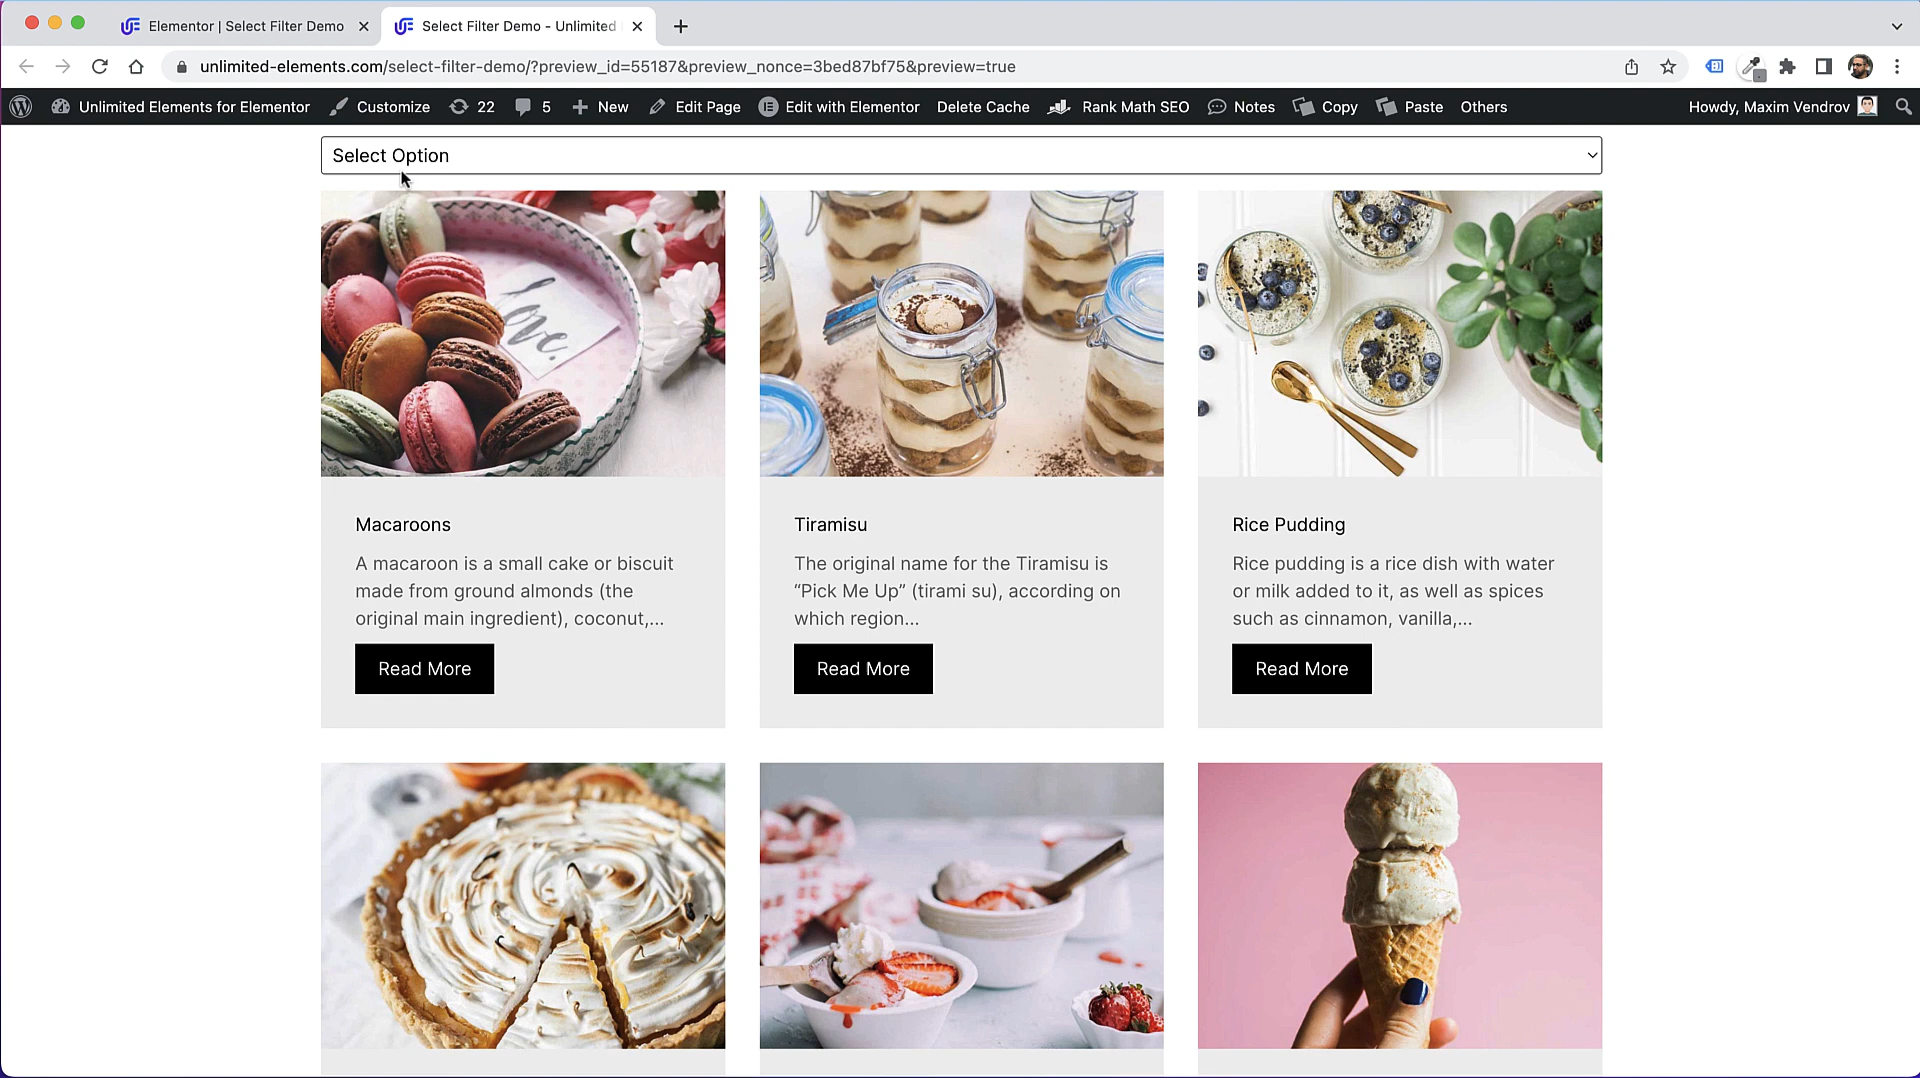 Elementor | Select Filter Demo
Select Filter Demo - Unlimited
unlimited-elements.com/select-filter-demo/?preview_id=55187&preview_nonce=3bed87bf75&preview=true
Unlimited Elements for Elementor Customize 22 5 New Edit Page Edit with Elementor Delete Cache Rank Math SEO Notes Copy Paste Others Howdy, Maxim Vendrov
Select Option
love.
Macaroons
A macaroon is a small cake or biscuit
made from ground almonds (the
original main ingredient), coconut,...
Read More
Tiramisu
The original name for the Tiramisu is
“Pick Me Up” (tirami su), according on
which region...
Read More
Rice Pudding
Rice pudding is a rice dish with water
or milk added to it, as well as spices
such as cinnamon, vanilla,...
Read More